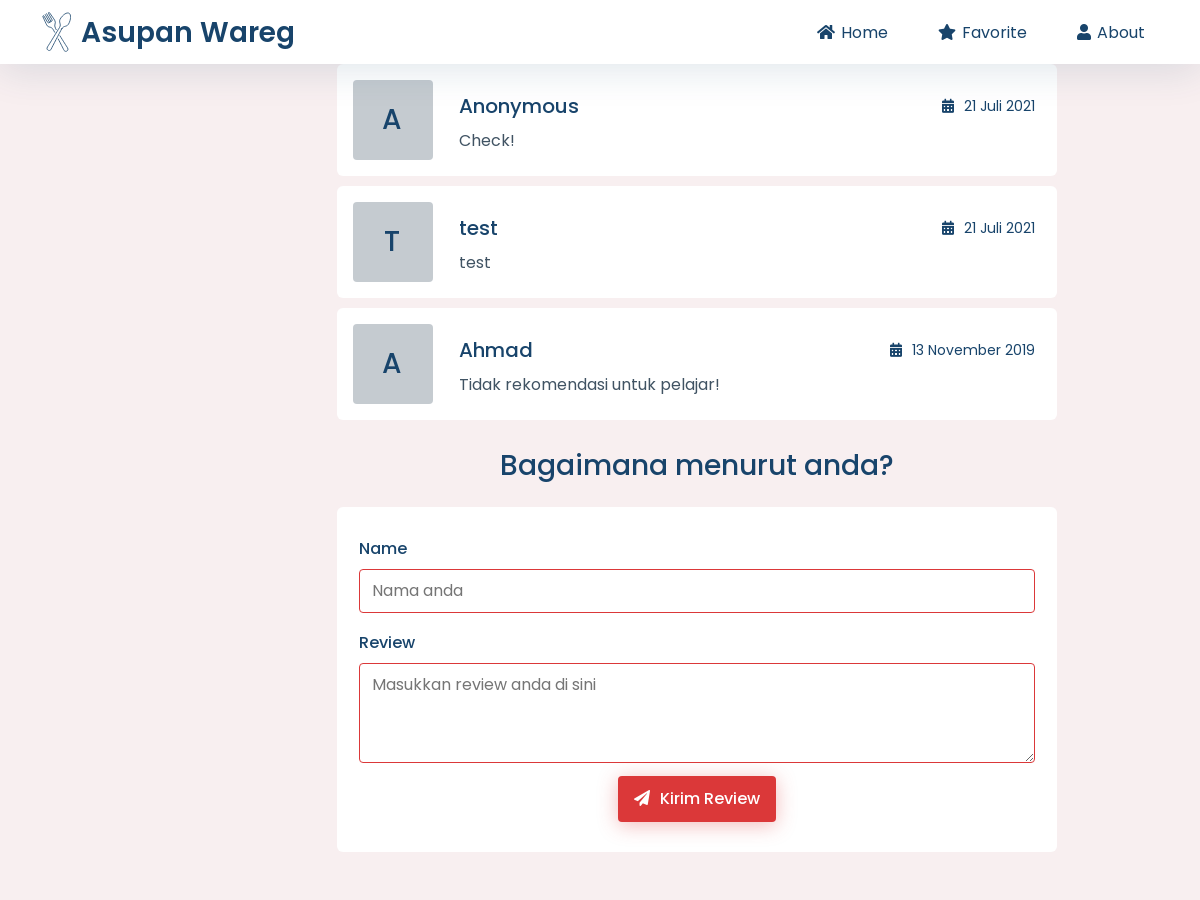 Asupan Wareg
Home
Favorite
About
A
Anonymous
21 Juli 2021
Check!
T
test
21 Juli 2021
test
A
Ahmad
13 November 2019
Tidak rekomendasi untuk pelajar!
Bagaimana menurut anda?
Name
Nama anda
Review
Masukkan review anda di sini
Kirim Review